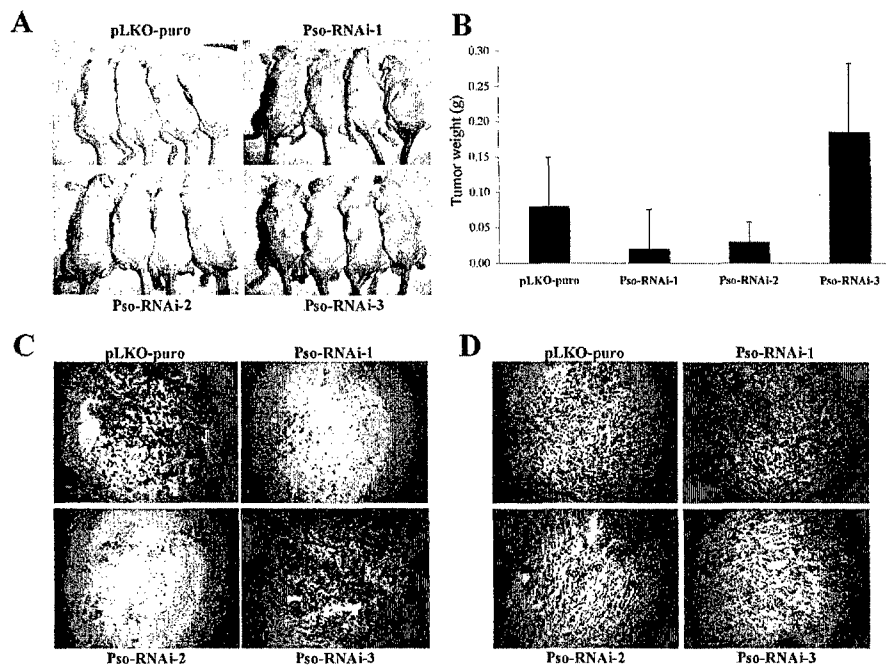 A
pLKO-puro
Pso-RNAi-1
Pso-RNAi-2
Pso-RNAi-3
B
Tumor weight (g)
0.30
0.25
0.20
0.15
0.10
0.05
0.00
pLKO-puro
Pso-RNAi-1
Pso-RNAi-2
Pso-RNAi-3
C
pLKO-puro
Pso-RNAi-1
Pso-RNAi-2
Pso-RNAi-3
D
pLKO-puro
Pso-RNAi-1
Pso-RNAi-2
Pso-RNAi-3